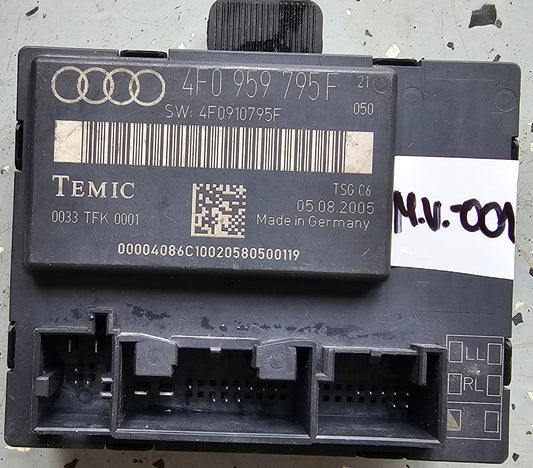 4F0 959 795F 21
SW: 4F0910795F 050
TEMIC TSG C6
0033 TFK 0001 05.08.2005
Made in Germany
00004086C10020580500119
M.V.-001
LL
RL